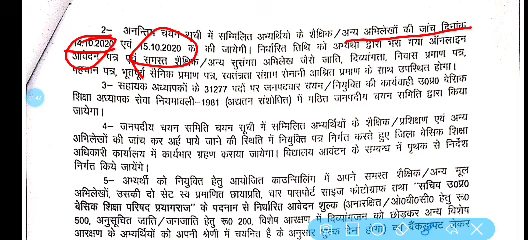 2- अनन्तिम चयन सूची में सम्मिलित अभ्यर्थियों के शैक्षिक/अन्य अभिलेखों की जांच दिनांक
14.10.2020 एवं 15.10.2020 को की जायेगी। निर्धारित तिथि को अभ्यर्थी द्वारा भरा गया ऑनलाइन
आवेदन पत्र एवं समस्त शैक्षिक/अन्य सुसंगत अभिलेख जैसे जाति, दिव्यांगता, निवास प्रमाण पत्र,
पहचान पत्र, भूतपूर्व सैनिक प्रमाण पत्र, स्वतंत्रता संग्राम सेनानी आश्रित प्रमाण पत्र के साथ उपस्थित होगा।
3- सहायक अध्यापकों के 31277 पदों पर जनपदवार चयन/नियुक्ति की कार्यवाही उ0प्र0 बेसिक
शिक्षा अध्यापक सेवा नियमावली-1981 (अद्यतन संशोधित) में गठित जनपदीय चयन समिति द्वारा किया
जायेगा।
4- जनपदीय चयन समिति चयन सूची में सम्मिलित अभ्यर्थियों के शैक्षिक/प्रशिक्षण एवं अन्य
अभिलेखों की जांच कर अर्ह पाये जाने की स्थिति में नियुक्ति पत्र निर्गत करते हुए जिला बेसिक शिक्षा
अधिकारी कार्यालय में कार्यभार ग्रहण कराया जायेगा। विद्यालय आवंटन के सम्बन्ध में पृथक से निर्देश
निर्गत किये जायेंगे।
5- अभ्यर्थी को नियुक्ति हेतु आयोजित काउन्सिलिंग में अपने समस्त शैक्षिक/अन्य मूल
अभिलेखों, उसकी दो सेट स्व प्रमाणित छायाप्रति, चार पासपोर्ट साइज फोटोग्राफ तथा "सचिव उ0प्र0
बेसिक शिक्षा परिषद प्रयागराज" के पदनाम से निर्धारित आवेदन शुल्क (अनारक्षित/ओ0बी0सी0 हेतु रू0
500, अनुसूचित जाति/जनजाति हेतु रू0 200, विशेष आरक्षण में दिव्यांगजन को छोड़कर अन्य विशेष
आरक्षण के अभ्यर्थियों को अपनी श्रेणी में चयनित है के अनुसार शुल्क देना होगा) का बैंकड्राफ्ट लेकर